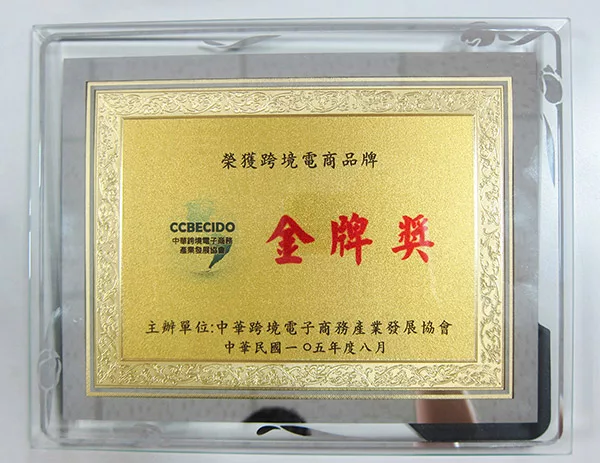 榮獲跨境電商品牌
CCBECIDO
中華跨境電子商務
產業發展協會
金牌獎
主辦單位:中華跨境電子商務產業發展協會
中華民國一〇五年度八月